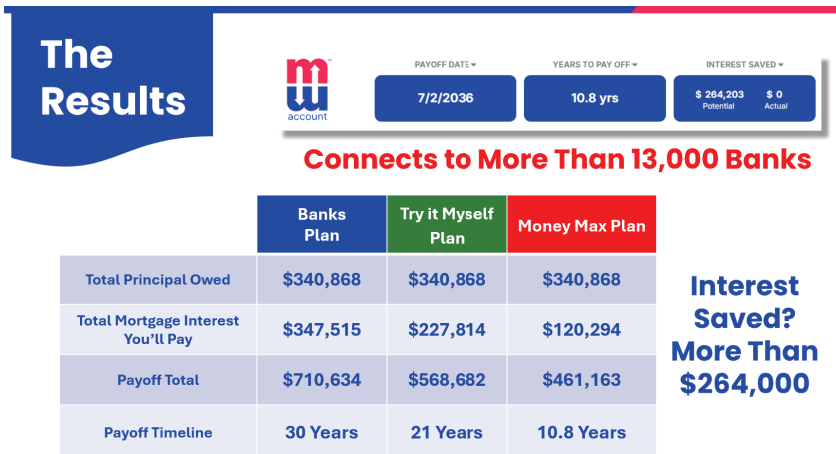 The
Results
mw
account
PAYOFF DATE
YEARS TO PAY OFF
INTEREST SAVED
7/2/2036
10.8 yrs
$ 264,203
Potential
$ 0
Actual
Connects to More Than 13,000 Banks
Banks
Plan
Try it Myself
Plan
Money Max Plan
Total Principal Owed
$340,868
$340,868
$340,868
Total Mortgage Interest
You'll Pay
$347,515
$227,814
$120,294
Payoff Total
$710,634
$568,682
$461,163
Payoff Timeline
30 Years
21 Years
10.8 Years
Interest
Saved?
More Than
$264,000